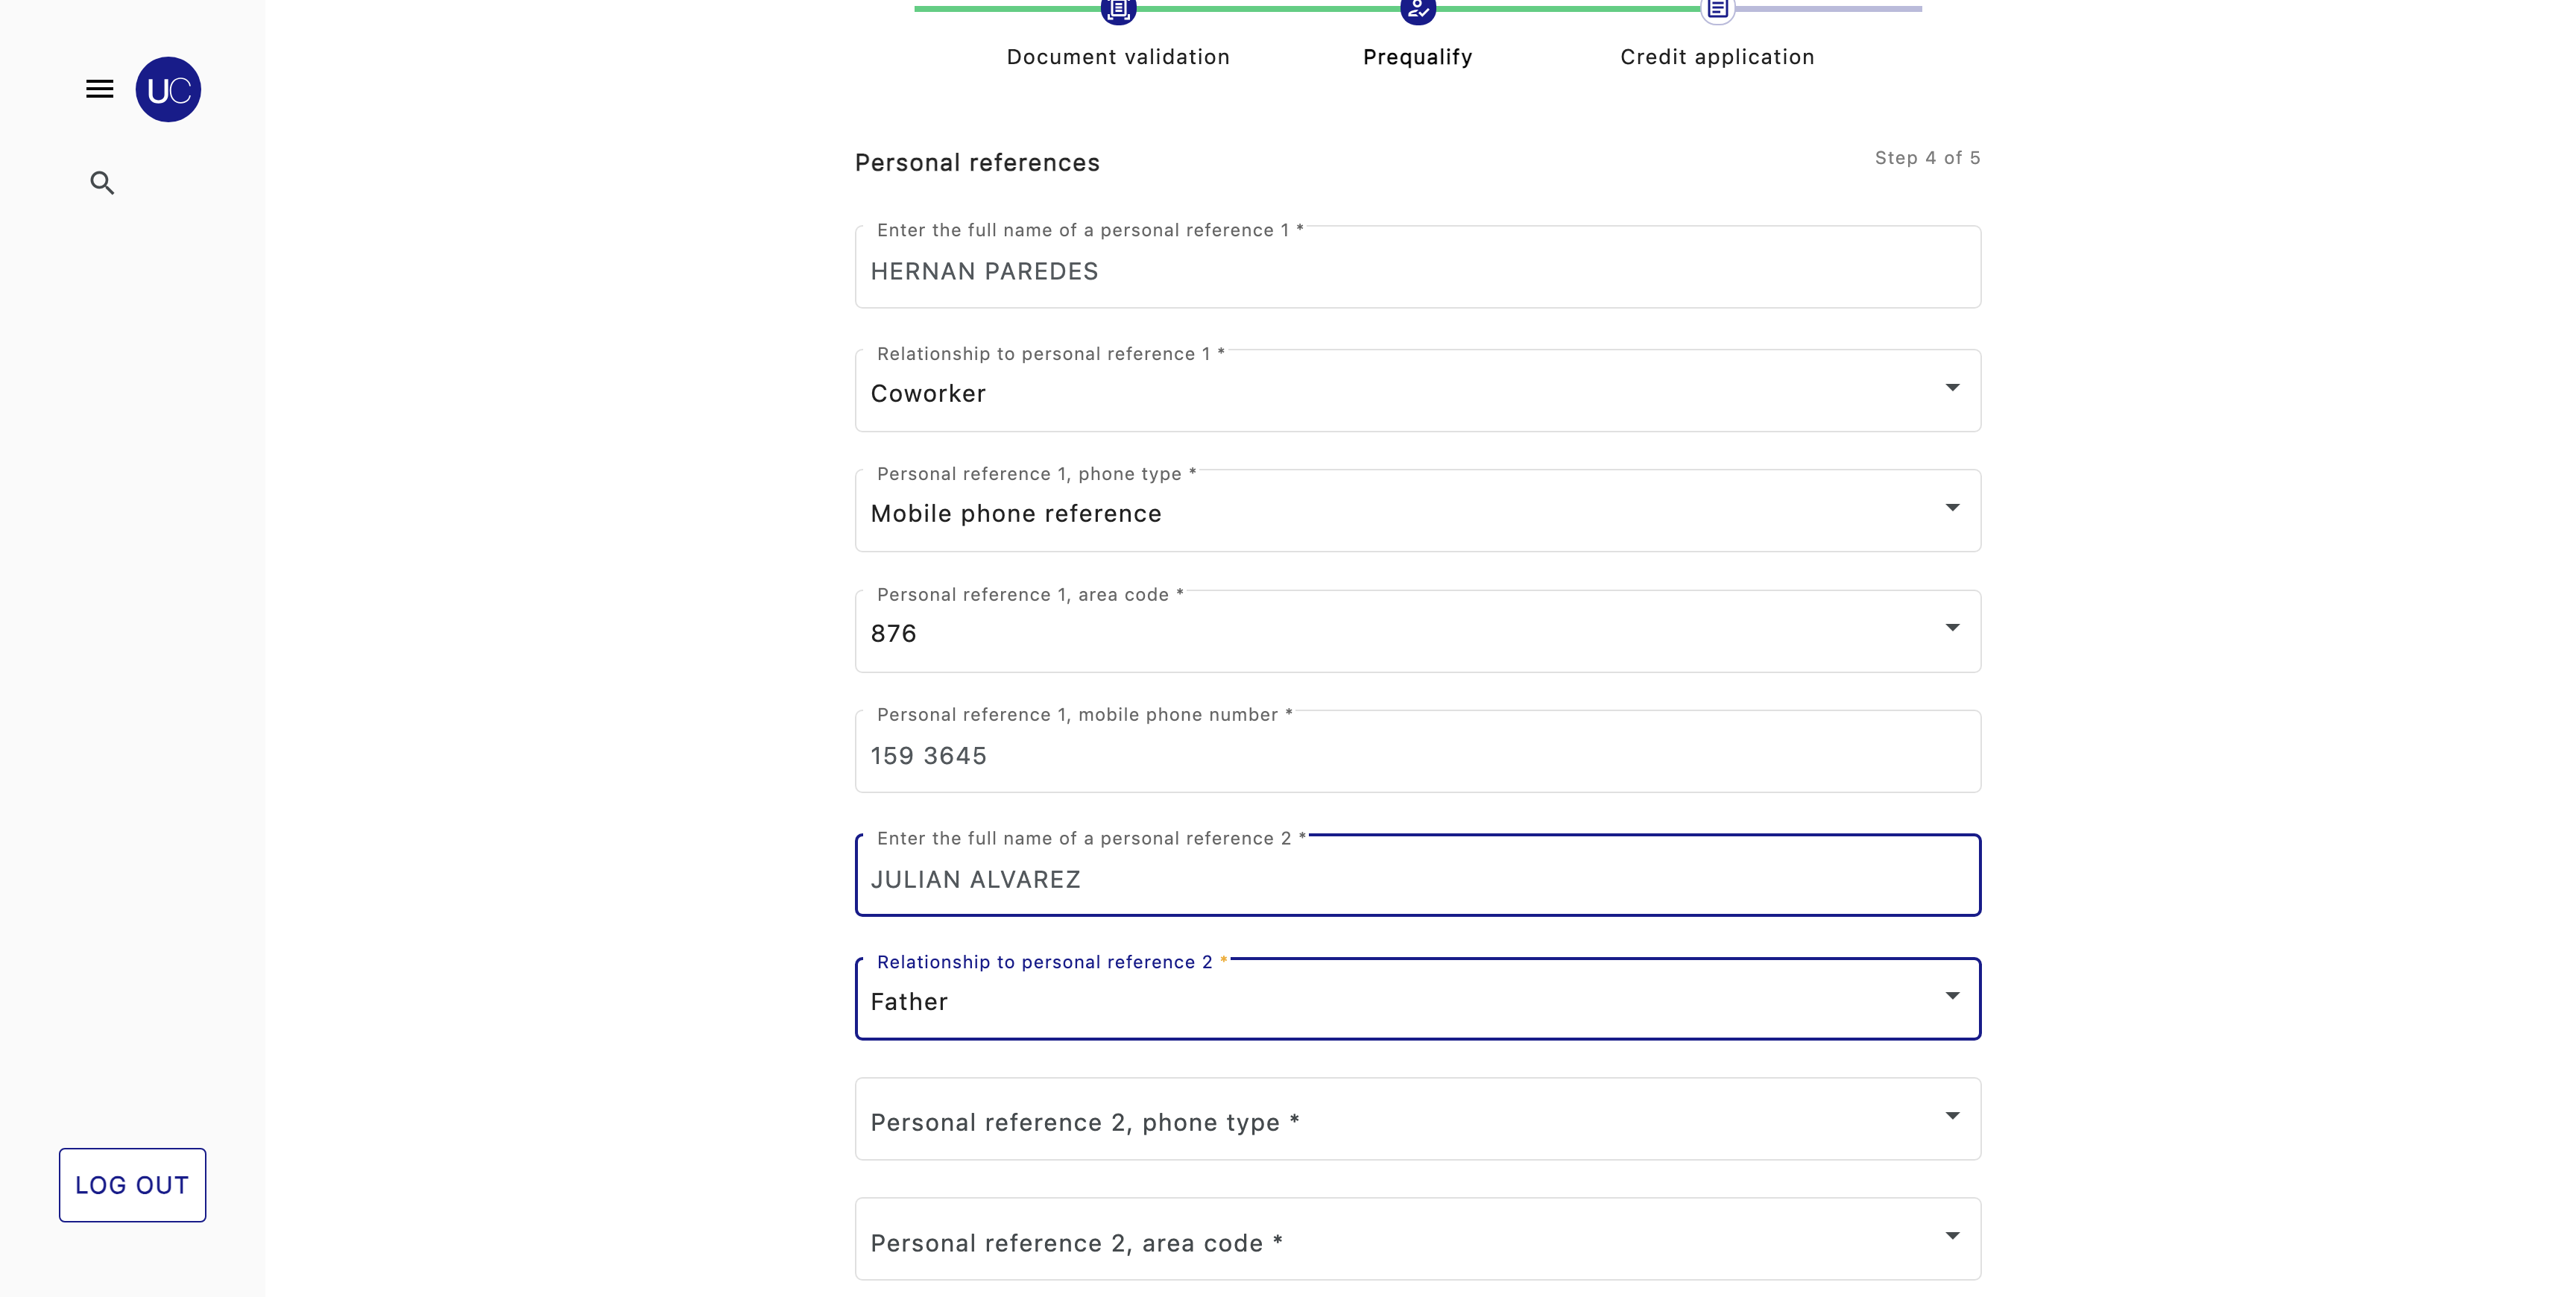 Document validation
Prequalify
Credit application
UC
Personal references
Step 4 of 5
Enter the full name of a personal reference 1 *
HERNAN PAREDES
Relationship to personal reference 1 *
Coworker
Personal reference 1, phone type *
Mobile phone reference
Personal reference 1, area code *
876
Personal reference 1, mobile phone number *
159 3645
Enter the full name of a personal reference 2 *
JULIAN ALVAREZ
Relationship to personal reference 2 *
Father
Personal reference 2, phone type *
LOG OUT
Personal reference 2, area code *